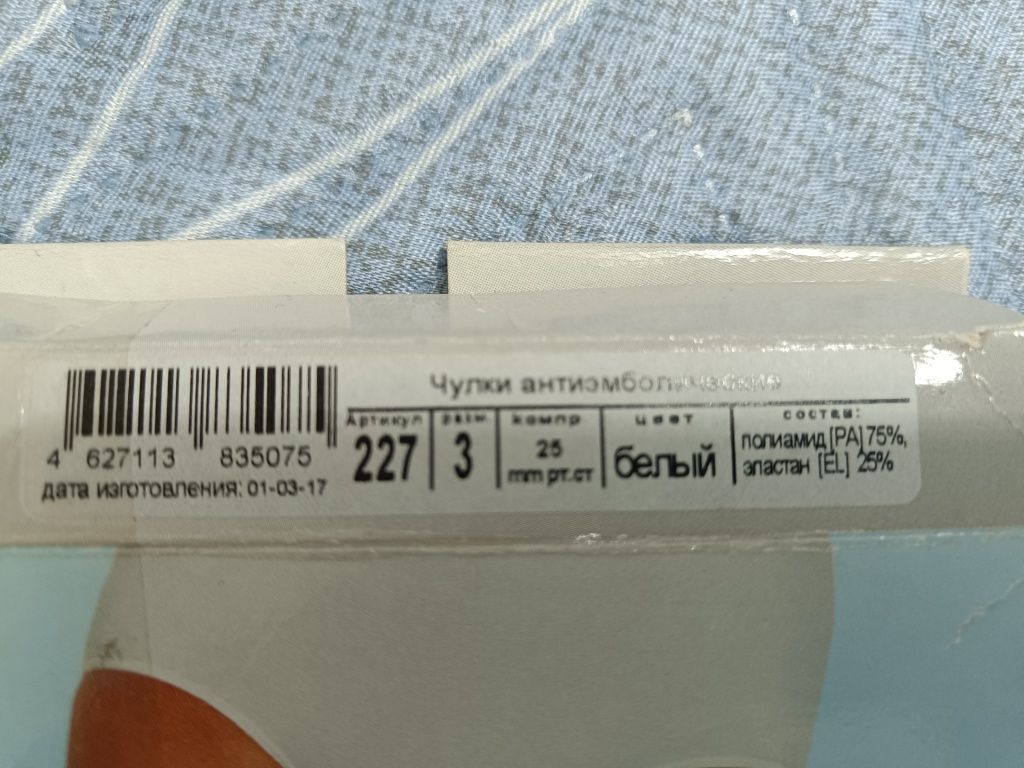 Чулки антиэмболические
Артикул разм компр цвет состав:
227 3 25 mm рт.ст белый полиамид [PA] 75%, эластан [EL] 25%
4 627113 835075
дата изготовления: 01-03-17